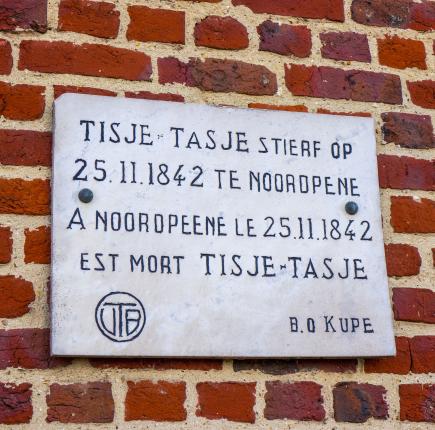 TISJE-TASJE STIERF OP
25.11.1842 TE NOORDPENE
A NOORDPEENE LE 25.11.1842
EST MORT TISJE-TASJE
VTB
B.O KUPE